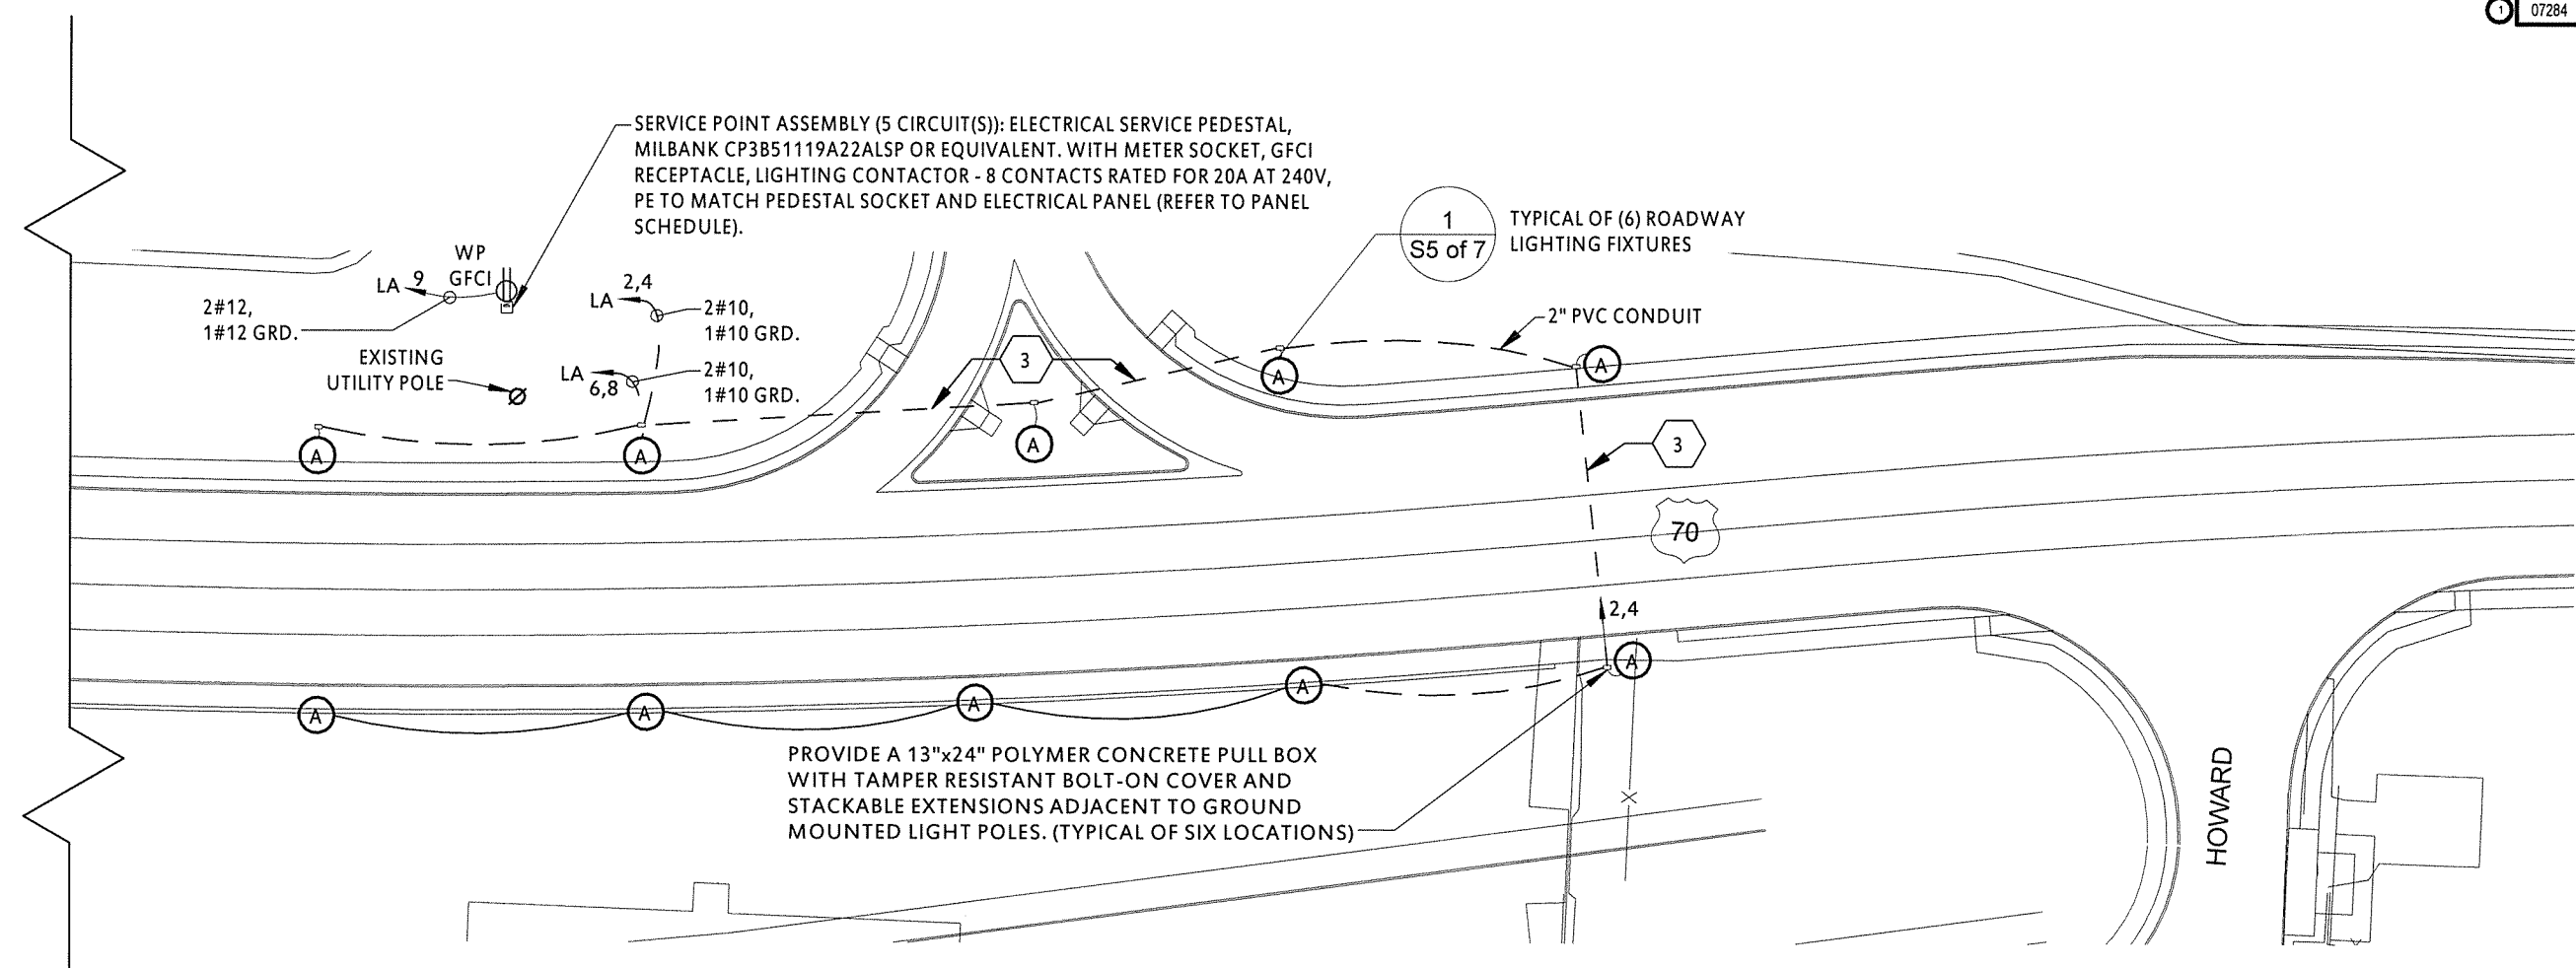 1 07284
SERVICE POINT ASSEMBLY (5 CIRCUIT(S)): ELECTRICAL SERVICE PEDESTAL,
MILBANK CP3B51119A22ALSP OR EQUIVALENT. WITH METER SOCKET, GFCI
RECEPTACLE, LIGHTING CONTACTOR - 8 CONTACTS RATED FOR 20A AT 240V,
PE TO MATCH PEDESTAL SOCKET AND ELECTRICAL PANEL (REFER TO PANEL
SCHEDULE).
1
S5 of 7
TYPICAL OF (6) ROADWAY
LIGHTING FIXTURES
WP
GFCI
LA 9
2#12,
1#12 GRD.
LA 2,4
2#10,
1#10 GRD.
EXISTING
UTILITY POLE
LA 6,8
2#10,
1#10 GRD.
3
2" PVC CONDUIT
A
A
A
A
A
3
70
2,4
A
A
A
A
A
PROVIDE A 13"x24" POLYMER CONCRETE PULL BOX
WITH TAMPER RESISTANT BOLT-ON COVER AND
STACKABLE EXTENSIONS ADJACENT TO GROUND
MOUNTED LIGHT POLES. (TYPICAL OF SIX LOCATIONS)
X
HOWARD